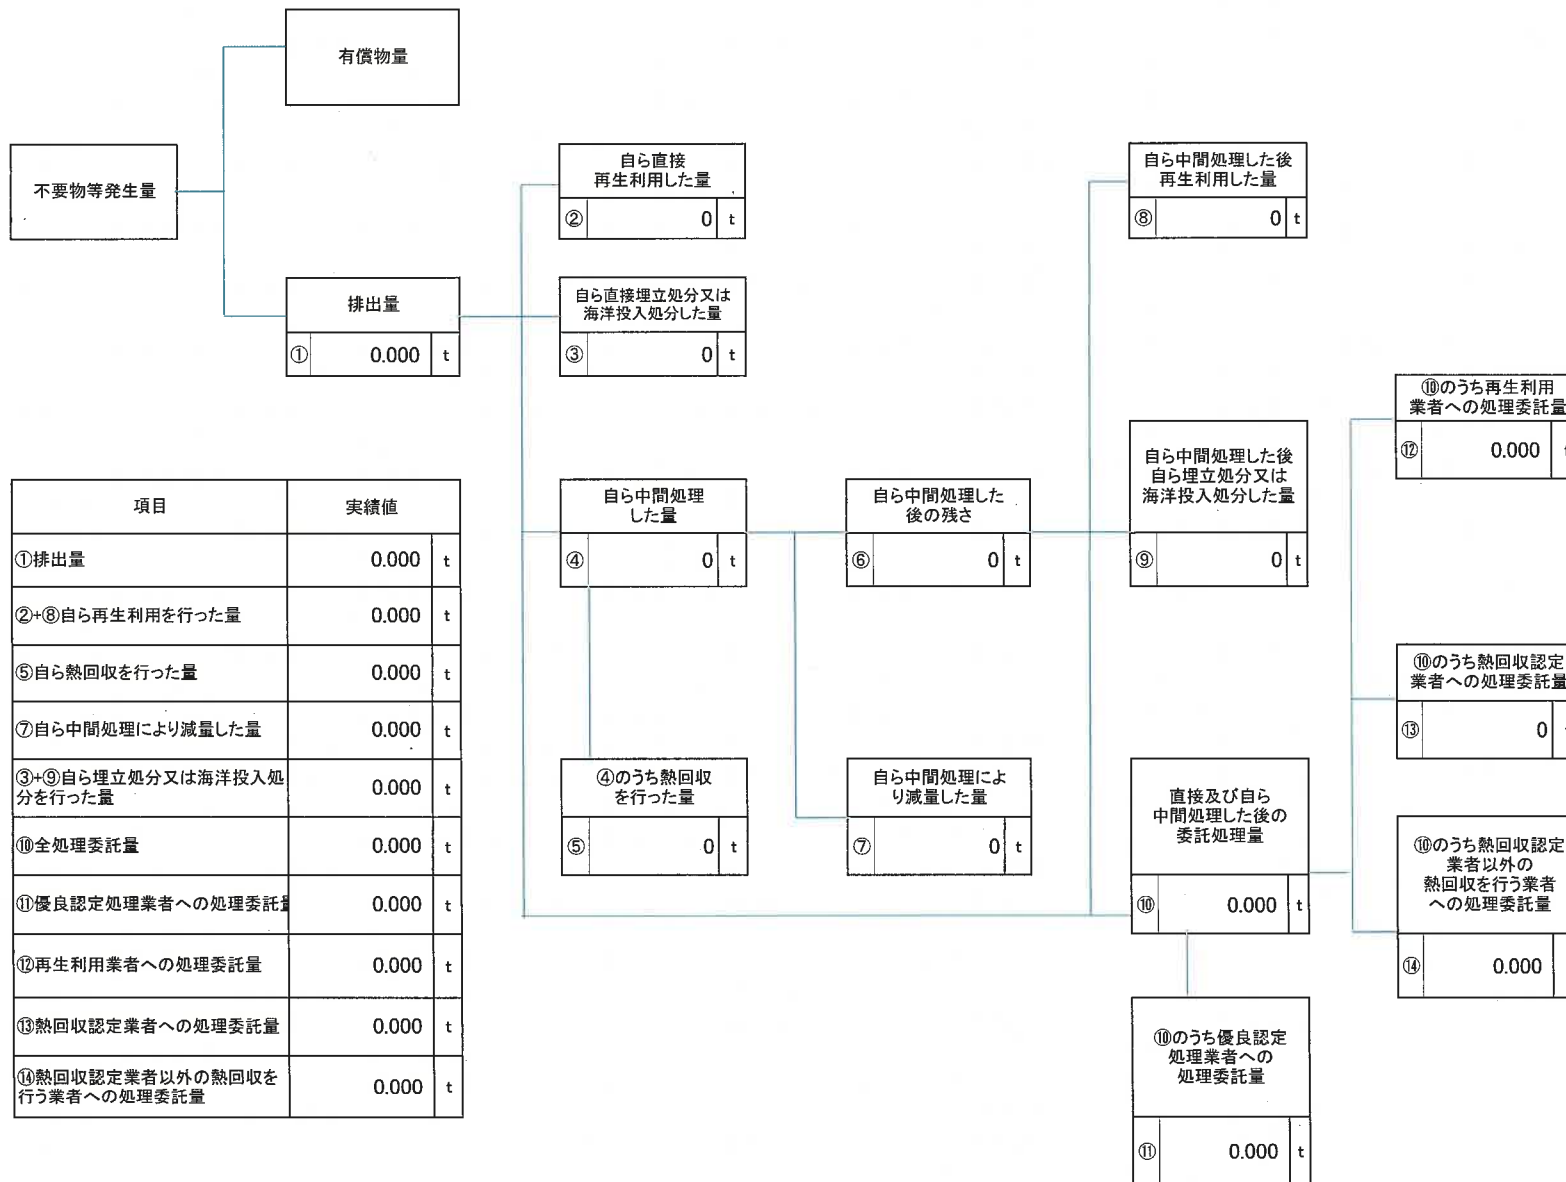 有償物量
不要物等発生量
排出量
① 0.000 t
自ら直接
再生利用した量
② 0 t
自ら直接埋立処分又は
海洋投入処分した量
③ 0 t
自ら中間処理
した量
④ 0 t
④のうち熱回収
を行った量
⑤ 0 t
自ら中間処理した
後の残さ
⑥ 0 t
自ら中間処理によ
り減量した量
⑦ 0 t
自ら中間処理した後
再生利用した量
⑧ 0 t
自ら中間処理した後
自ら埋立処分又は
海洋投入処分した量
⑨ 0 t
直接及び自ら
中間処理した後の
委託処理量
⑩ 0.000 t
⑩のうち優良認定
処理業者への
処理委託量
⑪ 0.000 t
⑩のうち再生利用
業者への処理委託量
⑫ 0.000
⑩のうち熱回収認定
業者への処理委託量
⑬ 0
⑩のうち熱回収認定
業者以外の
熱回収を行う業者
への処理委託量
⑭ 0.000
項目 実績値
①排出量 0.000 t
②+⑧自ら再生利用を行った量 0.000 t
⑤自ら熱回収を行った量 0.000 t
⑦自ら中間処理により減量した量 0.000 t
③+⑨自ら埋立処分又は海洋投入処
分を行った量 0.000 t
⑩全処理委託量 0.000 t
⑪優良認定処理業者への処理委託量 0.000 t
⑫再生利用業者への処理委託量 0.000 t
⑬熱回収認定業者への処理委託量 0.000 t
⑭熱回収認定業者以外の熱回収を
行う業者への処理委託量 0.000 t